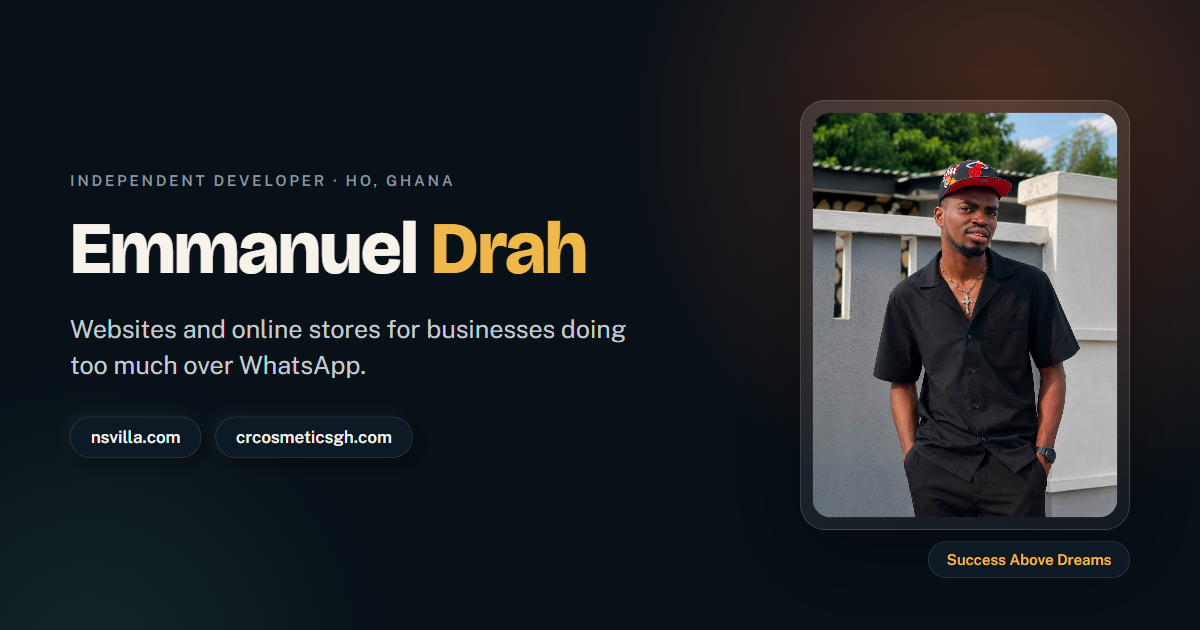 INDEPENDENT DEVELOPER · HO, GHANA
Emmanuel Drah
Websites and online stores for businesses doing
too much over WhatsApp.
nsvilla.com
crcosmeticsgh.com
Success Above Dreams